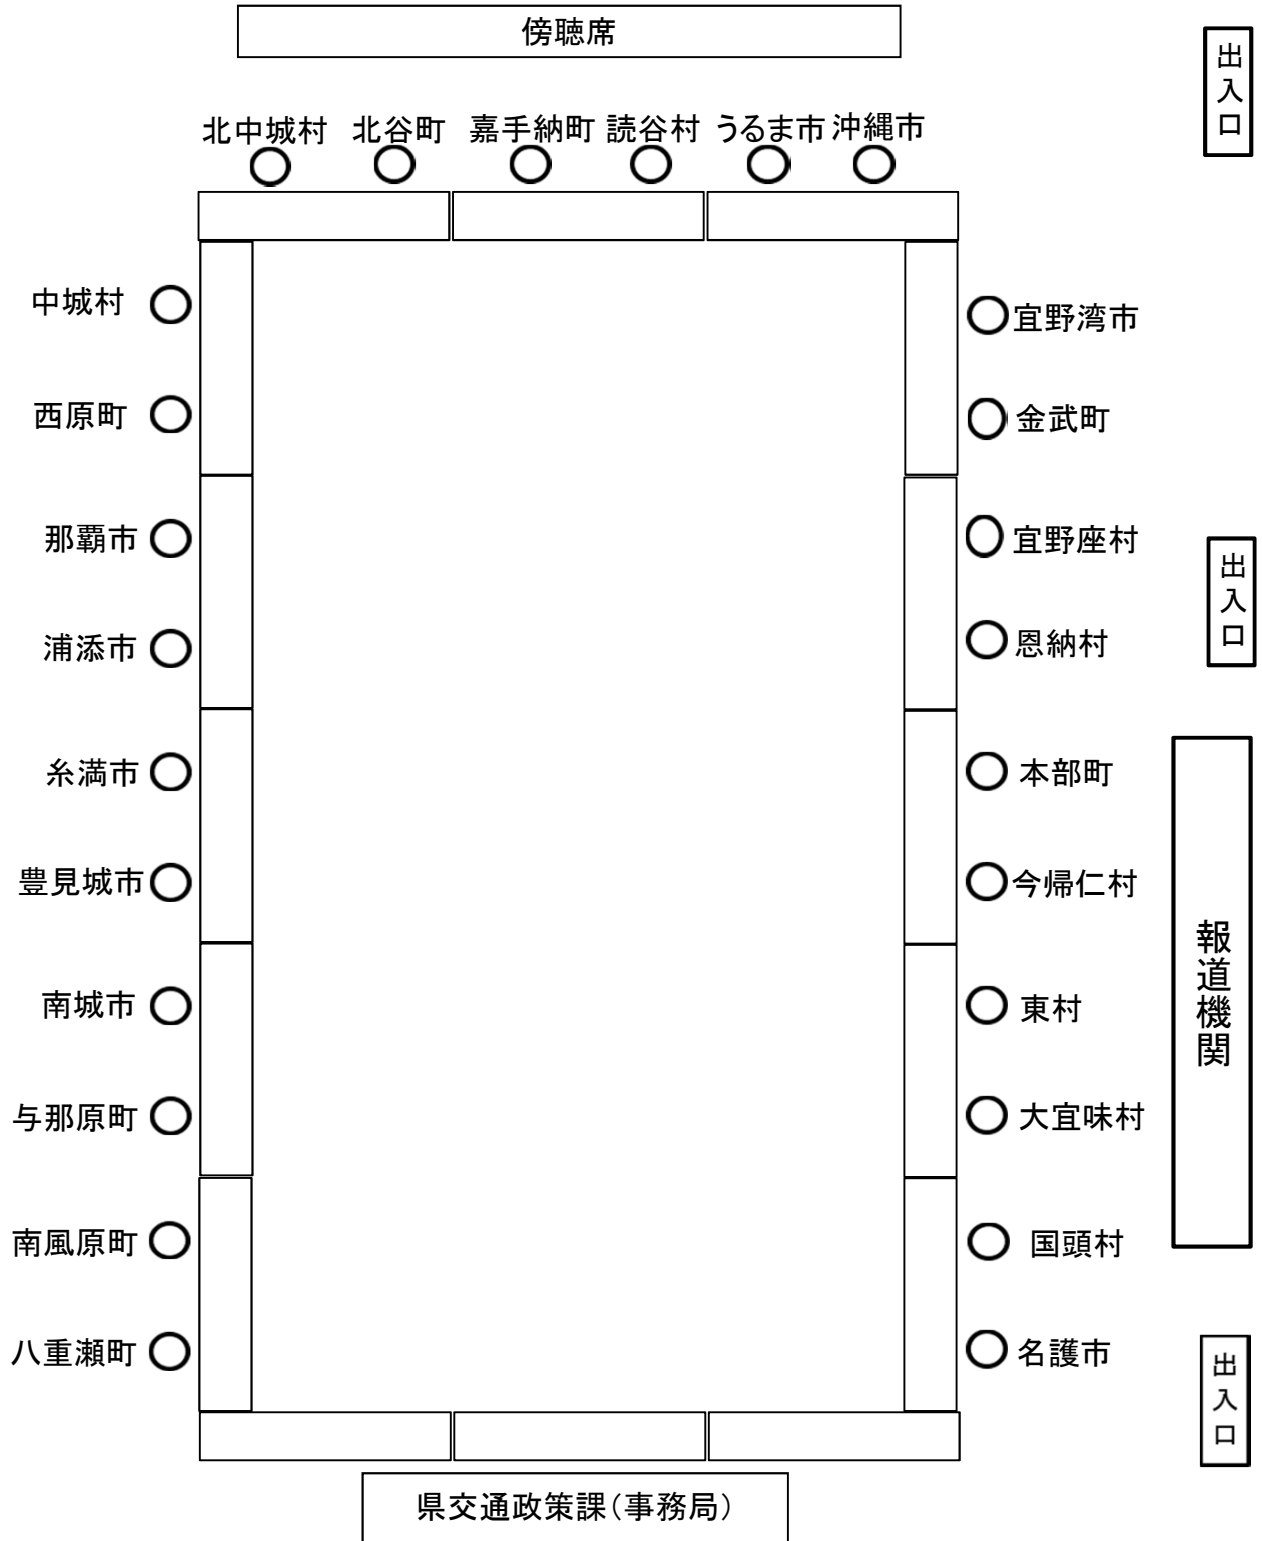 傍聴席
出入口
北中城村
北谷町
嘉手納町
読谷村
うるま市
沖縄市
中城村
宜野湾市
西原町
金武町
那覇市
宜野座村
出入口
浦添市
恩納村
糸満市
本部町
豊見城市
今帰仁村
報道機関
南城市
東村
与那原町
大宜味村
南風原町
国頭村
八重瀬町
名護市
出入口
県交通政策課(事務局)